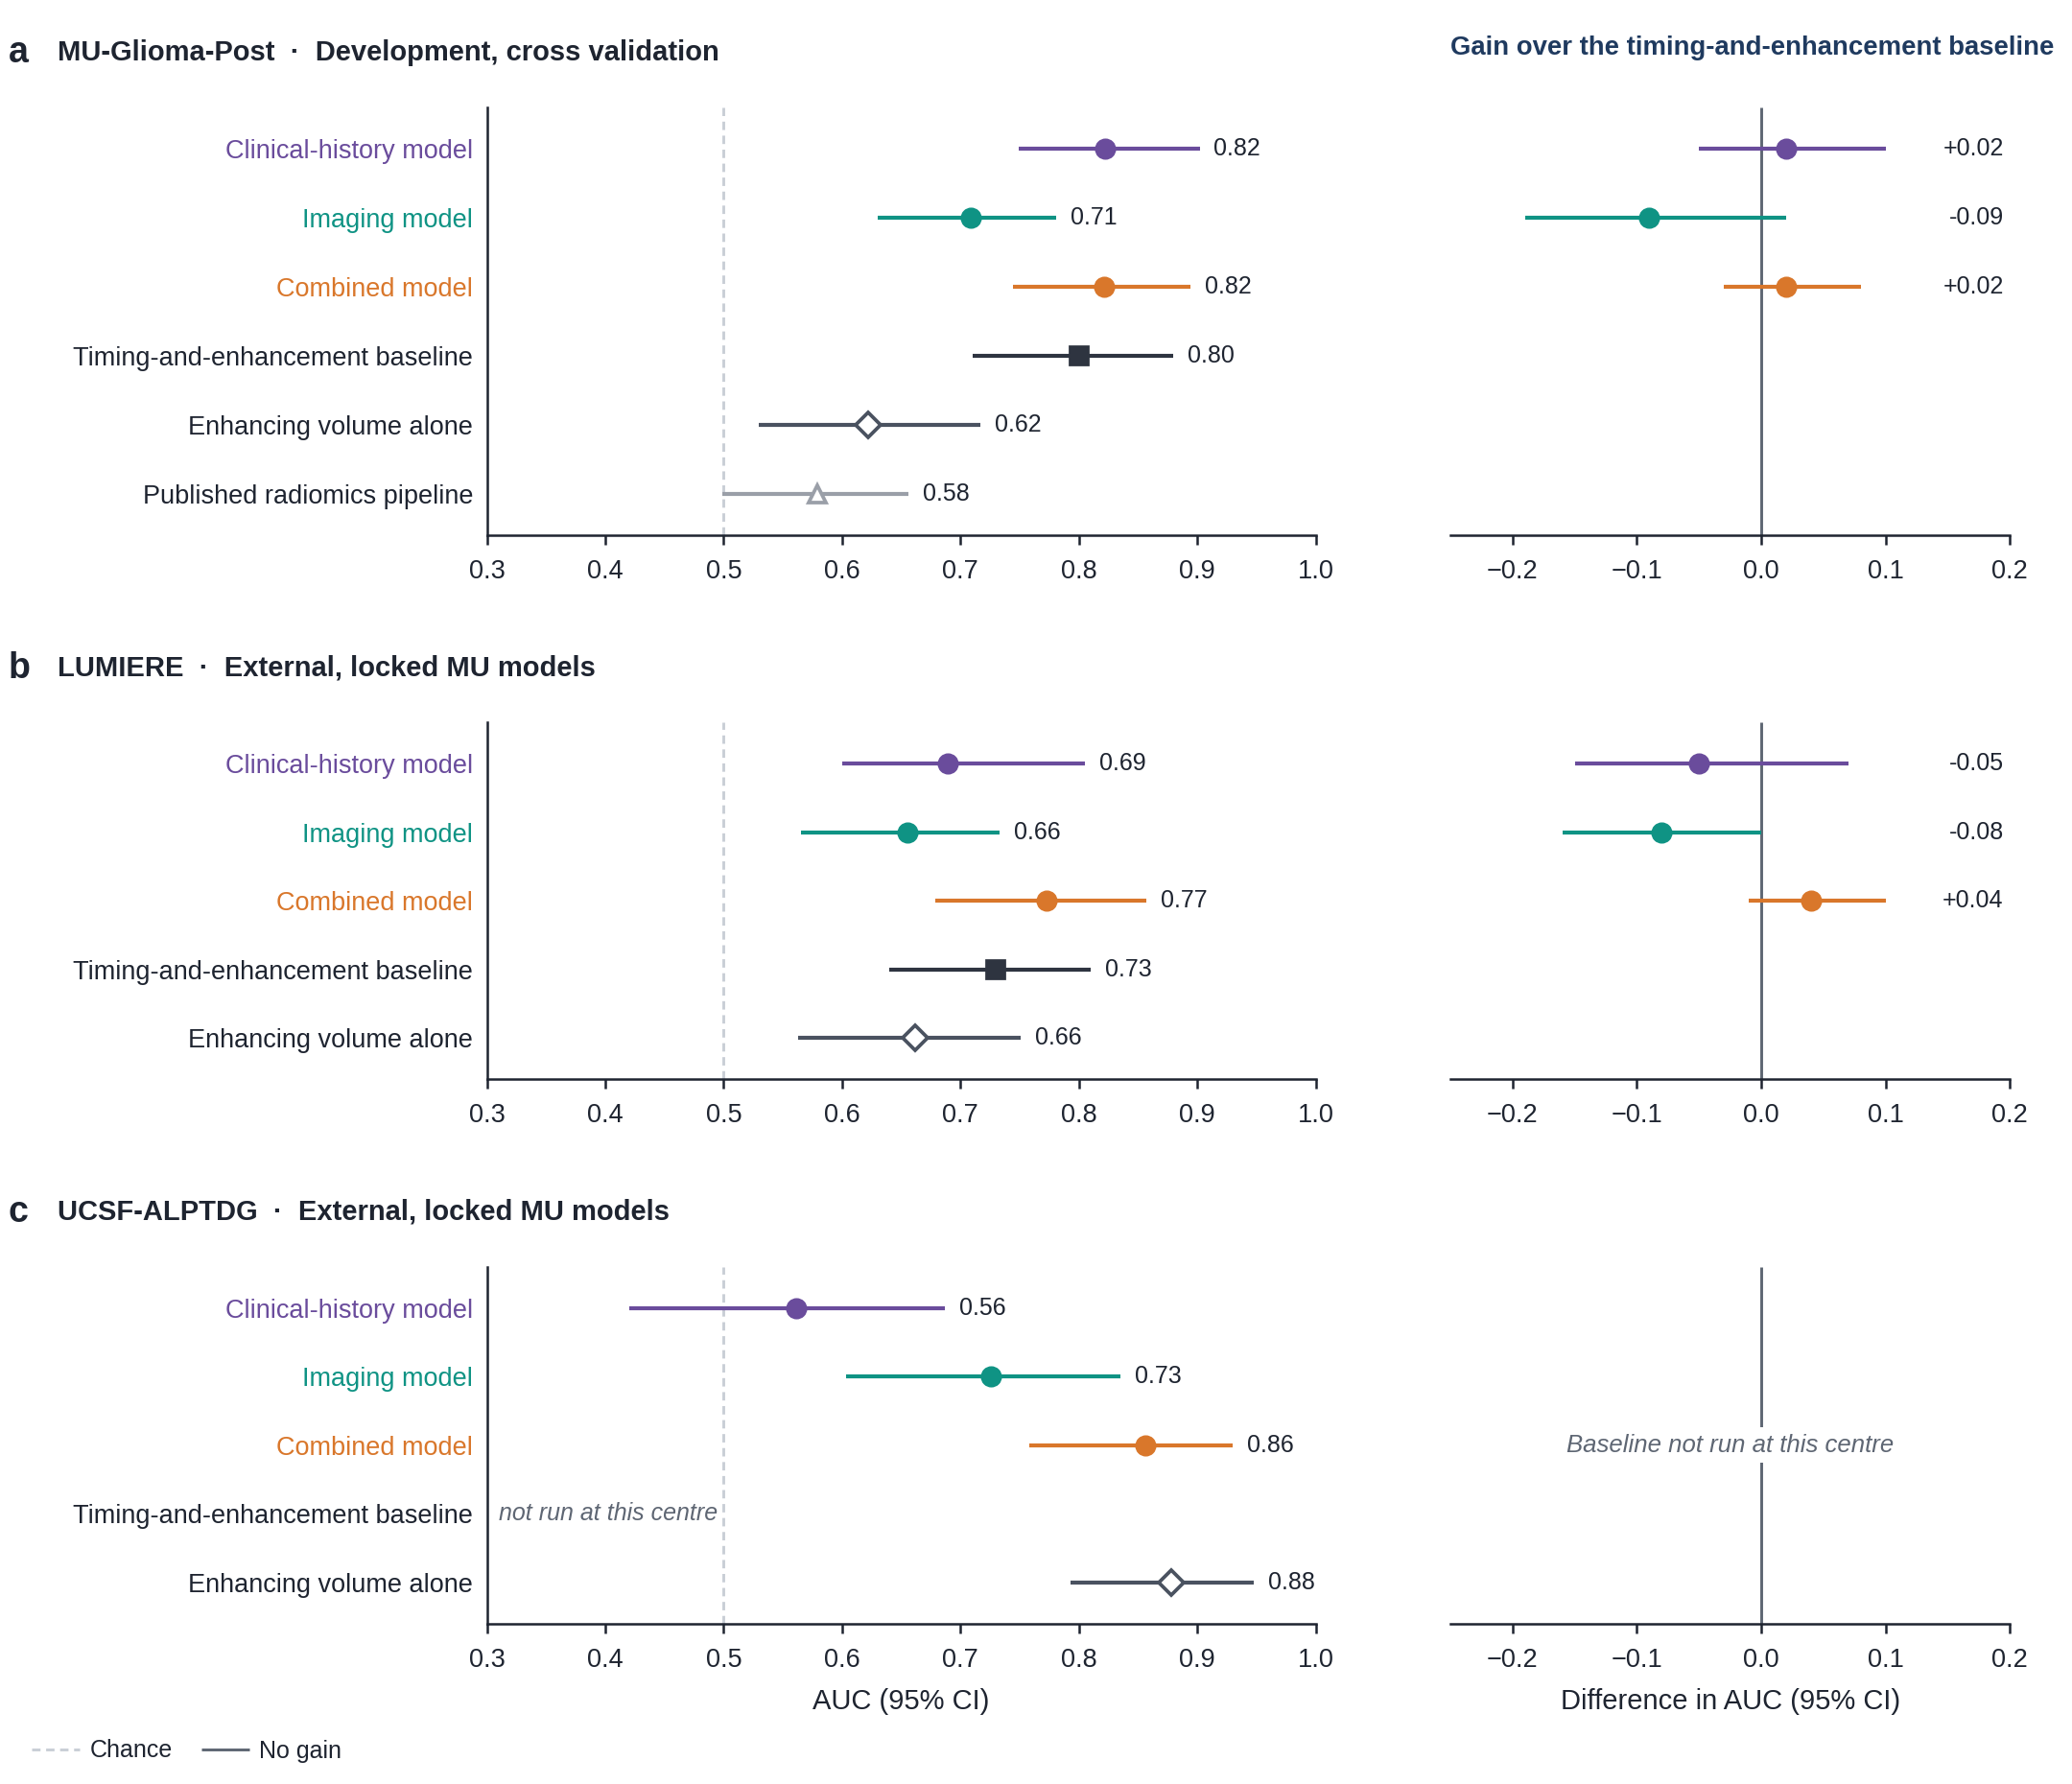 a MU-Glioma-Post · Development, cross validation
Gain over the timing-and-enhancement baseline
Clinical-history model 0.82 +0.02
Imaging model 0.71 -0.09
Combined model 0.82 +0.02
Timing-and-enhancement baseline 0.80
Enhancing volume alone 0.62
Published radiomics pipeline 0.58
0.3 0.4 0.5 0.6 0.7 0.8 0.9 1.0 −0.2 −0.1 0.0 0.1 0.2
b LUMIERE · External, locked MU models
Clinical-history model 0.69 -0.05
Imaging model 0.66 -0.08
Combined model 0.77 +0.04
Timing-and-enhancement baseline 0.73
Enhancing volume alone 0.66
0.3 0.4 0.5 0.6 0.7 0.8 0.9 1.0 −0.2 −0.1 0.0 0.1 0.2
c UCSF-ALPTDG · External, locked MU models
Clinical-history model 0.56
Imaging model 0.73
Combined model 0.86 Baseline not run at this centre
Timing-and-enhancement baseline not run at this centre
Enhancing volume alone 0.88
0.3 0.4 0.5 0.6 0.7 0.8 0.9 1.0 −0.2 −0.1 0.0 0.1 0.2
AUC (95% CI) Difference in AUC (95% CI)
Chance No gain